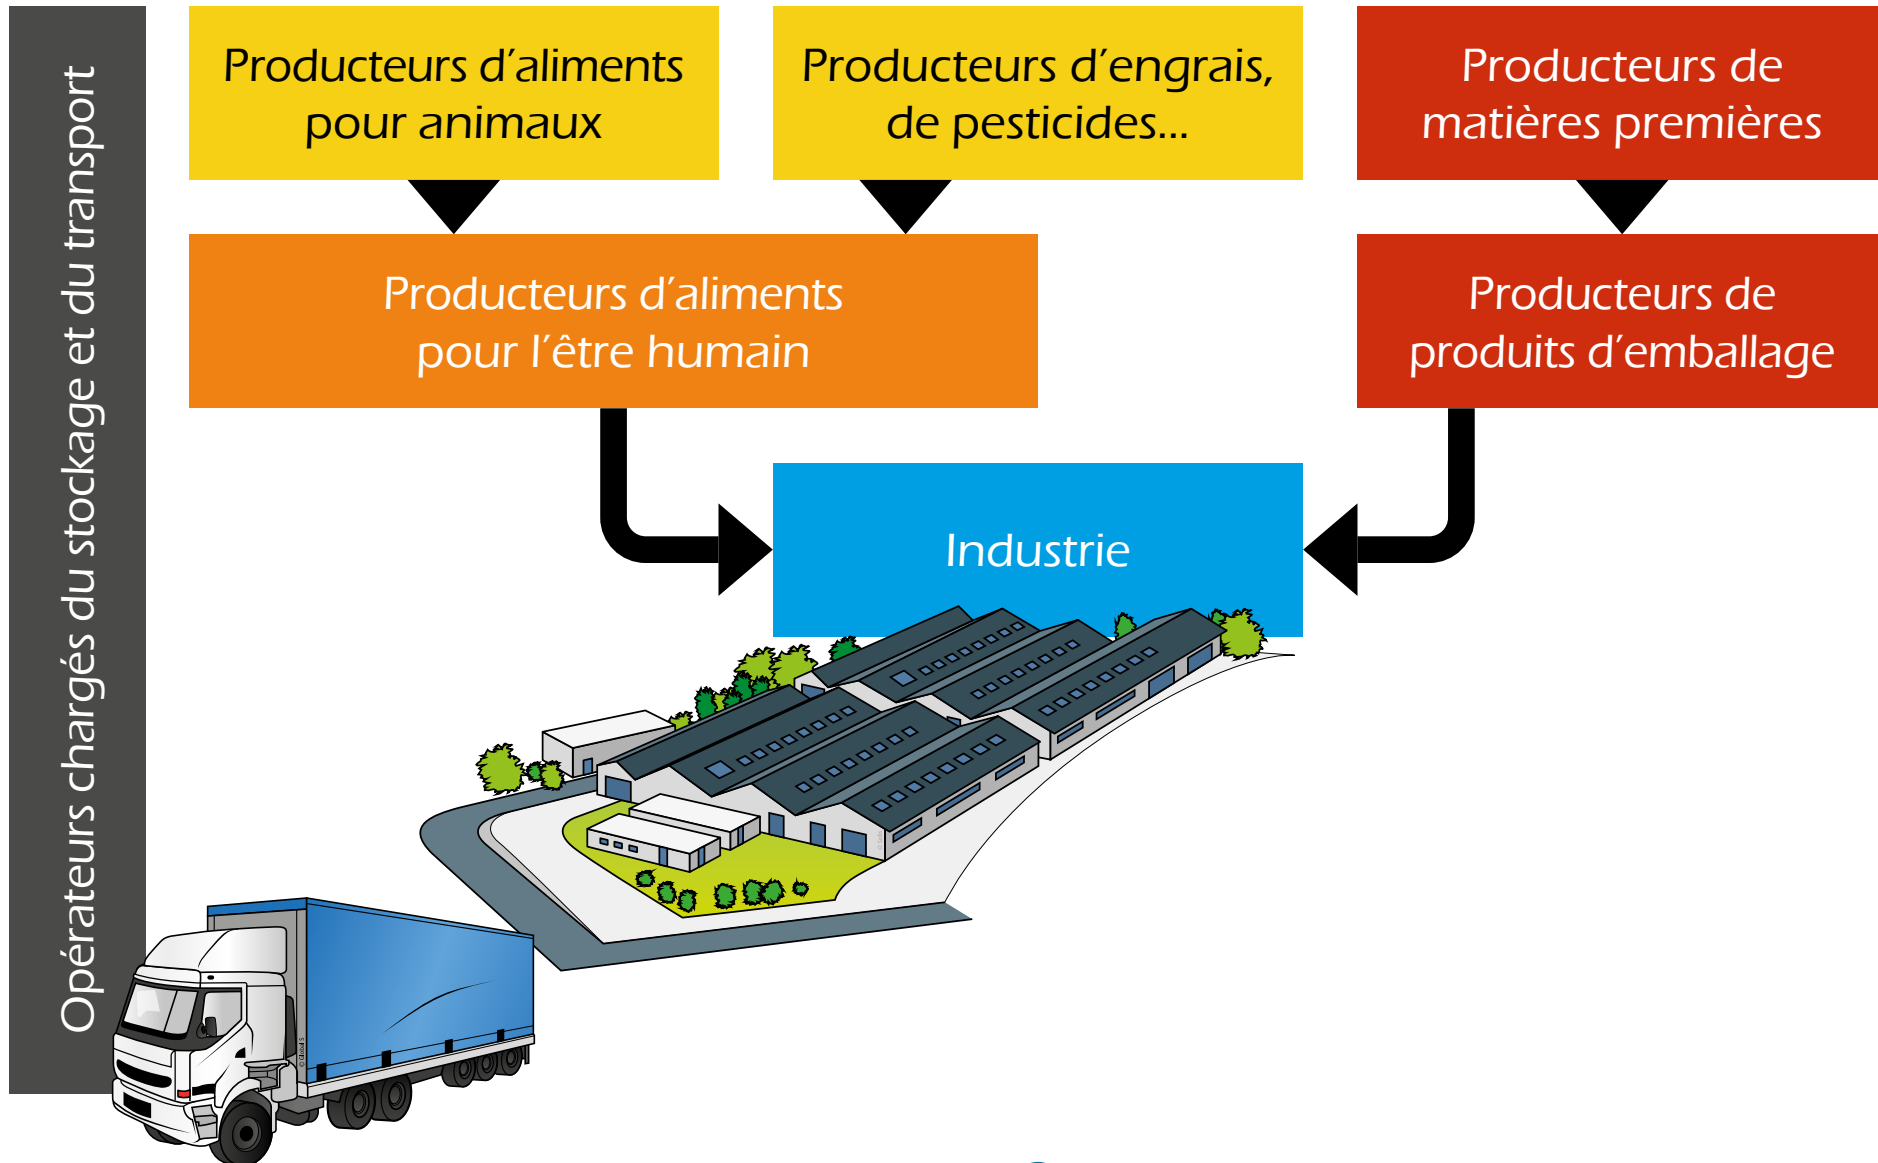 Opérateurs chargés du stockage et du transport
Producteurs d’aliments
pour animaux
Producteurs d’engrais,
de pesticides...
Producteurs de
matières premières
Producteurs d’aliments
pour l’être humain
Producteurs de
produits d’emballage
Industrie